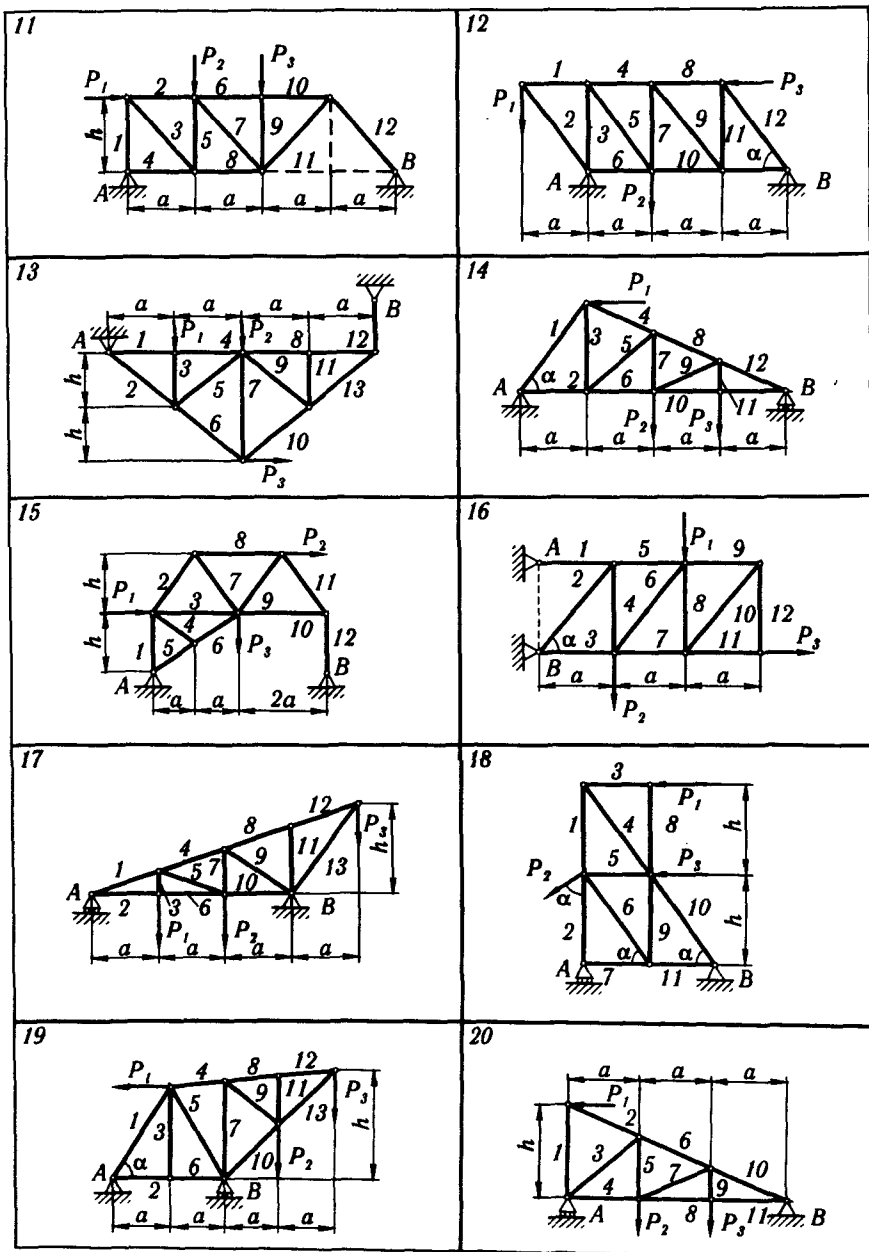 11
P₂ P₃
P₁ 2 6 10
h 1 3 5 7 9 12
4 8 11
A B
a a a a
12
1 4 8 P₃
P₁ 2 3 5 7 9 11 12
α
A 6 10 B
P₂
a a a a
13
a a a a
B
A 1 P₁ 4 P₂ 8 12
h 2 3 5 7 9 11 13
h 6 10
P₃
14
P₁
1 4
3 5 8
7 9 12
A α 2 6 10 B
P₂ P₃ 11
a a a a
15
8 P₂
h 2 7 11
P₁ 3 9 10
h 1 4 6 12
5 P₃
A B
a a 2a
16
P₁
A 1 5 9
2 6
4 8 10 12
B α 3 7 11 P₃
a a a
P₂
17
12
8 P₃ h
4 11
1 5 7 9 13
A 10 B
2 3 6
P₁ P₂
a a a a
18
3
P₁
1 4 8 h
P₂ 5 P₃
α
2 6 9 10 h
α α
A 7 11 B
19
4 8 12
P₁ 9 11 P₃
1 5 13 h
3 7
A α 6 10 P₂
2 B
a a a a
20
a a a
P₁
h 2
1 3 6
5 7 10
4 9
A 8 11 B
P₂ P₃